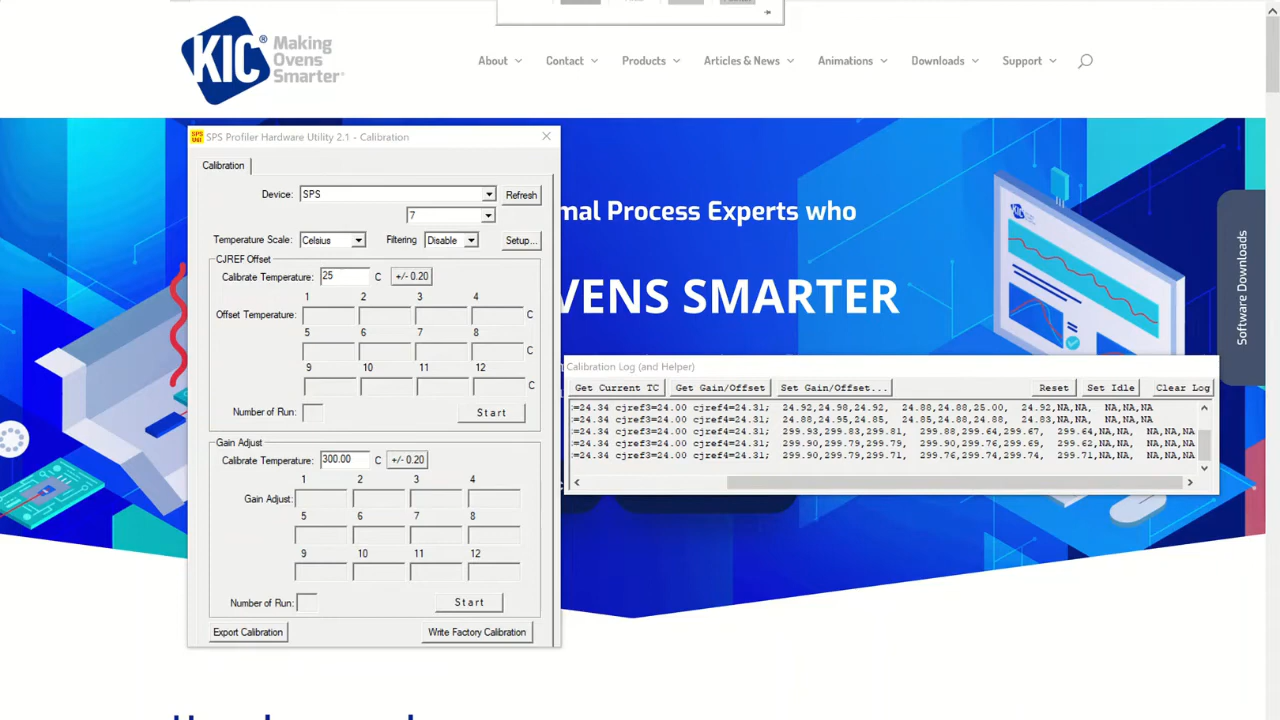 KIC® Making
Ovens
Smarter®
About Contact Products Articles & News Animations Downloads Support
SPS Profiler Hardware Utility 2.1 - Calibration
Calibration
Device: SPS Refresh
7
Temperature Scale: Celsius Filtering Disable Setup...
CJREF Offset
Calibrate Temperature: 25 C +/- 0.20
1 2 3 4
Offset Temperature: C
5 6 7 8
C
9 10 11 12
C
Number of Run: Start
Gain Adjust
Calibrate Temperature: 300.00 C +/- 0.20
1 2 3 4
Gain Adjust:
5 6 7 8
9 10 11 12
Number of Run: Start
Export Calibration Write Factory Calibration
mal Process Experts who
VENS SMARTER
Software Downloads
KIC
Calibration Log (and Helper)
Get Current TC Get Gain/Offset Set Gain/Offset... Reset Set Idle Clear Log
=24.34 cjref3=24.00 cjref4=24.31; 24.92,24.98,24.92, 24.88,24.88,25.00, 24.92,NA,NA, NA,NA,NA
=24.34 cjref3=24.00 cjref4=24.31; 24.88,24.95,24.85, 24.85,24.88,24.88, 24.83,NA,NA, NA,NA,NA
=24.34 cjref3=24.00 cjref4=24.31; 299.93,299.83,299.81, 299.88,299.64,299.67, 299.64,NA,NA, NA,NA,NA
=24.34 cjref3=24.00 cjref4=24.31; 299.90,299.79,299.71, 299.90,299.76,299.69, 299.62,NA,NA, NA,NA,NA
=24.34 cjref3=24.00 cjref4=24.31; 299.90,299.79,299.71, 299.76,299.74,299.74, 299.71,NA,NA, NA,NA,NA